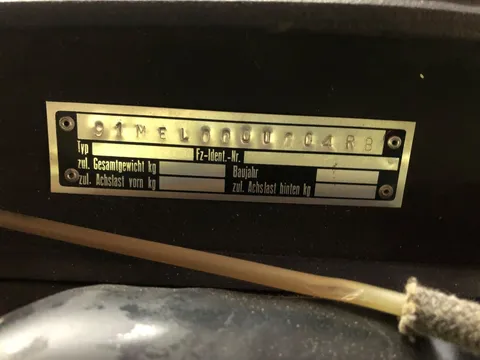 Typ Fz-Ident.-Nr.
zul. Gesamtgewicht kg Baujahr
zul. Achslast vorn kg zul. Achslast hinten kg